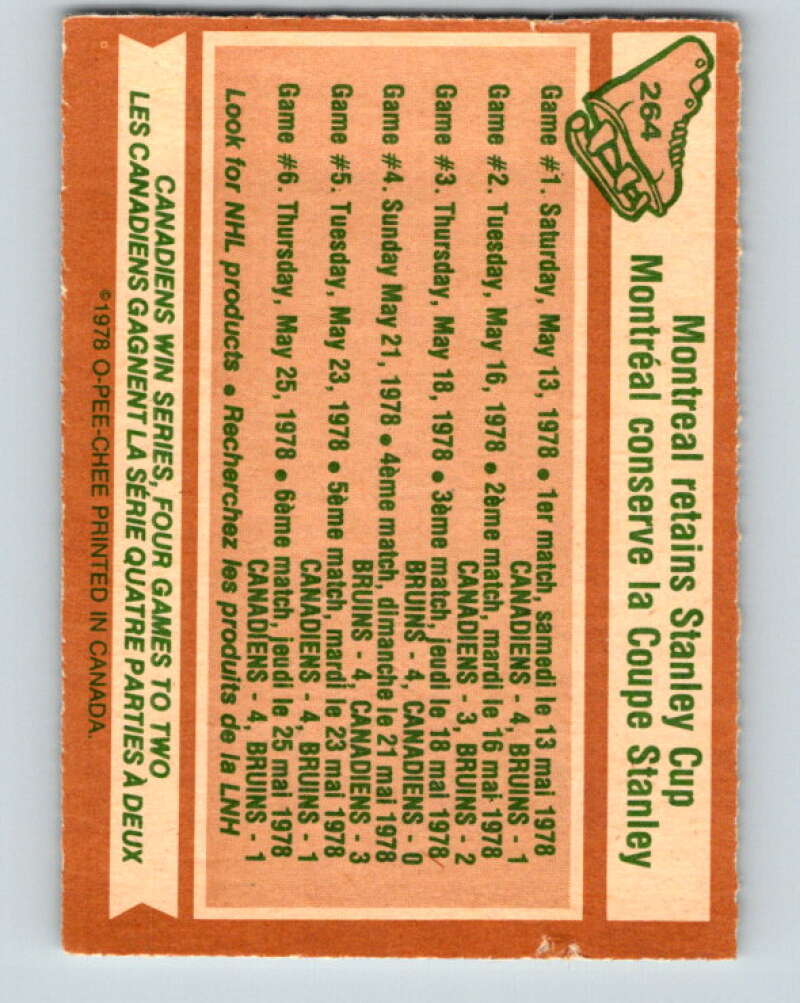 264
Montreal retains Stanley Cup
Montréal conserve la Coupe Stanley
Game #1. Saturday, May 13, 1978 • 1er match, samedi le 13 mai 1978
CANADIENS - 4, BRUINS - 1
Game #2. Tuesday, May 16, 1978 • 2ème match, mardi le 16 mai 1978
CANADIENS - 3, BRUINS - 2
Game #3. Thursday, May 18, 1978 • 3ème match, jeudi le 18 mai 1978
BRUINS - 4, CANADIENS - 0
Game #4. Sunday May 21, 1978 • 4ème match, dimanche le 21 mai 1978
BRUINS - 4, CANADIENS - 3
Game #5. Tuesday, May 23, 1978 • 5ème match, mardi le 23 mai 1978
CANADIENS - 4, BRUINS - 1
Game #6. Thursday, May 25, 1978 • 6ème match, jeudi le 25 mai 1978
CANADIENS - 4, BRUINS - 1
Look for NHL products • Recherchez les produits de la LNH
CANADIENS WIN SERIES, FOUR GAMES TO TWO
LES CANADIENS GAGNENT LA SÉRIE QUATRE PARTIES À DEUX
©1978 O-PEE-CHEE PRINTED IN CANADA.